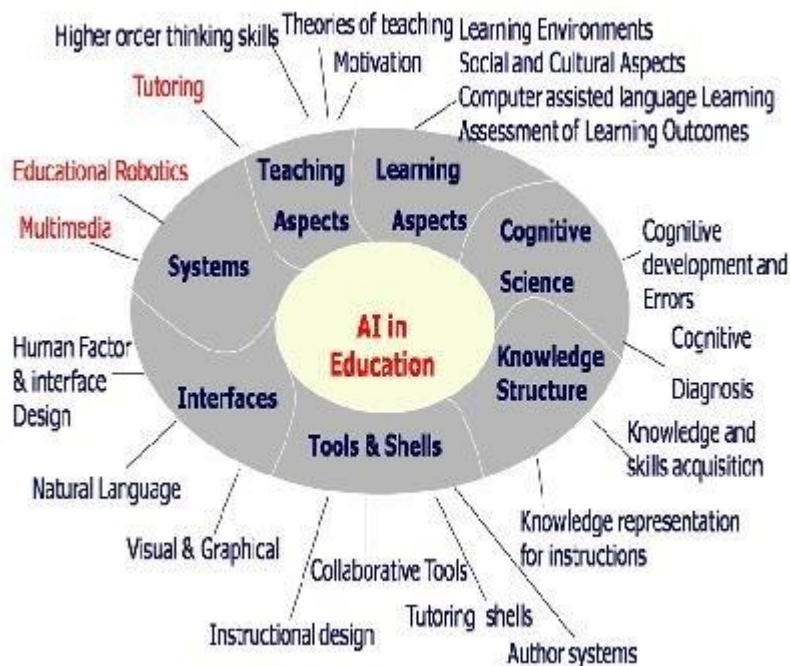 Higher order thinking skills
Theories of teaching
Motivation
Learning Environments
Social and Cultural Aspects
Computer assisted language Learning
Assessment of Learning Outcomes
Tutoring
Educational Robotics
Multimedia
Teaching
Aspects
Learning
Aspects
Systems
Cognitive
Science
Cognitive
development and
Errors
AI in
Education
Cognitive
Diagnosis
Knowledge
Structure
Human Factor
& interface
Design
Interfaces
Tools & Shells
Knowledge and
skills acquisition
Natural Language
Visual & Graphical
Knowledge representation
for instructions
Collaborative Tools
Instructional design
Tutoring shells
Author systems